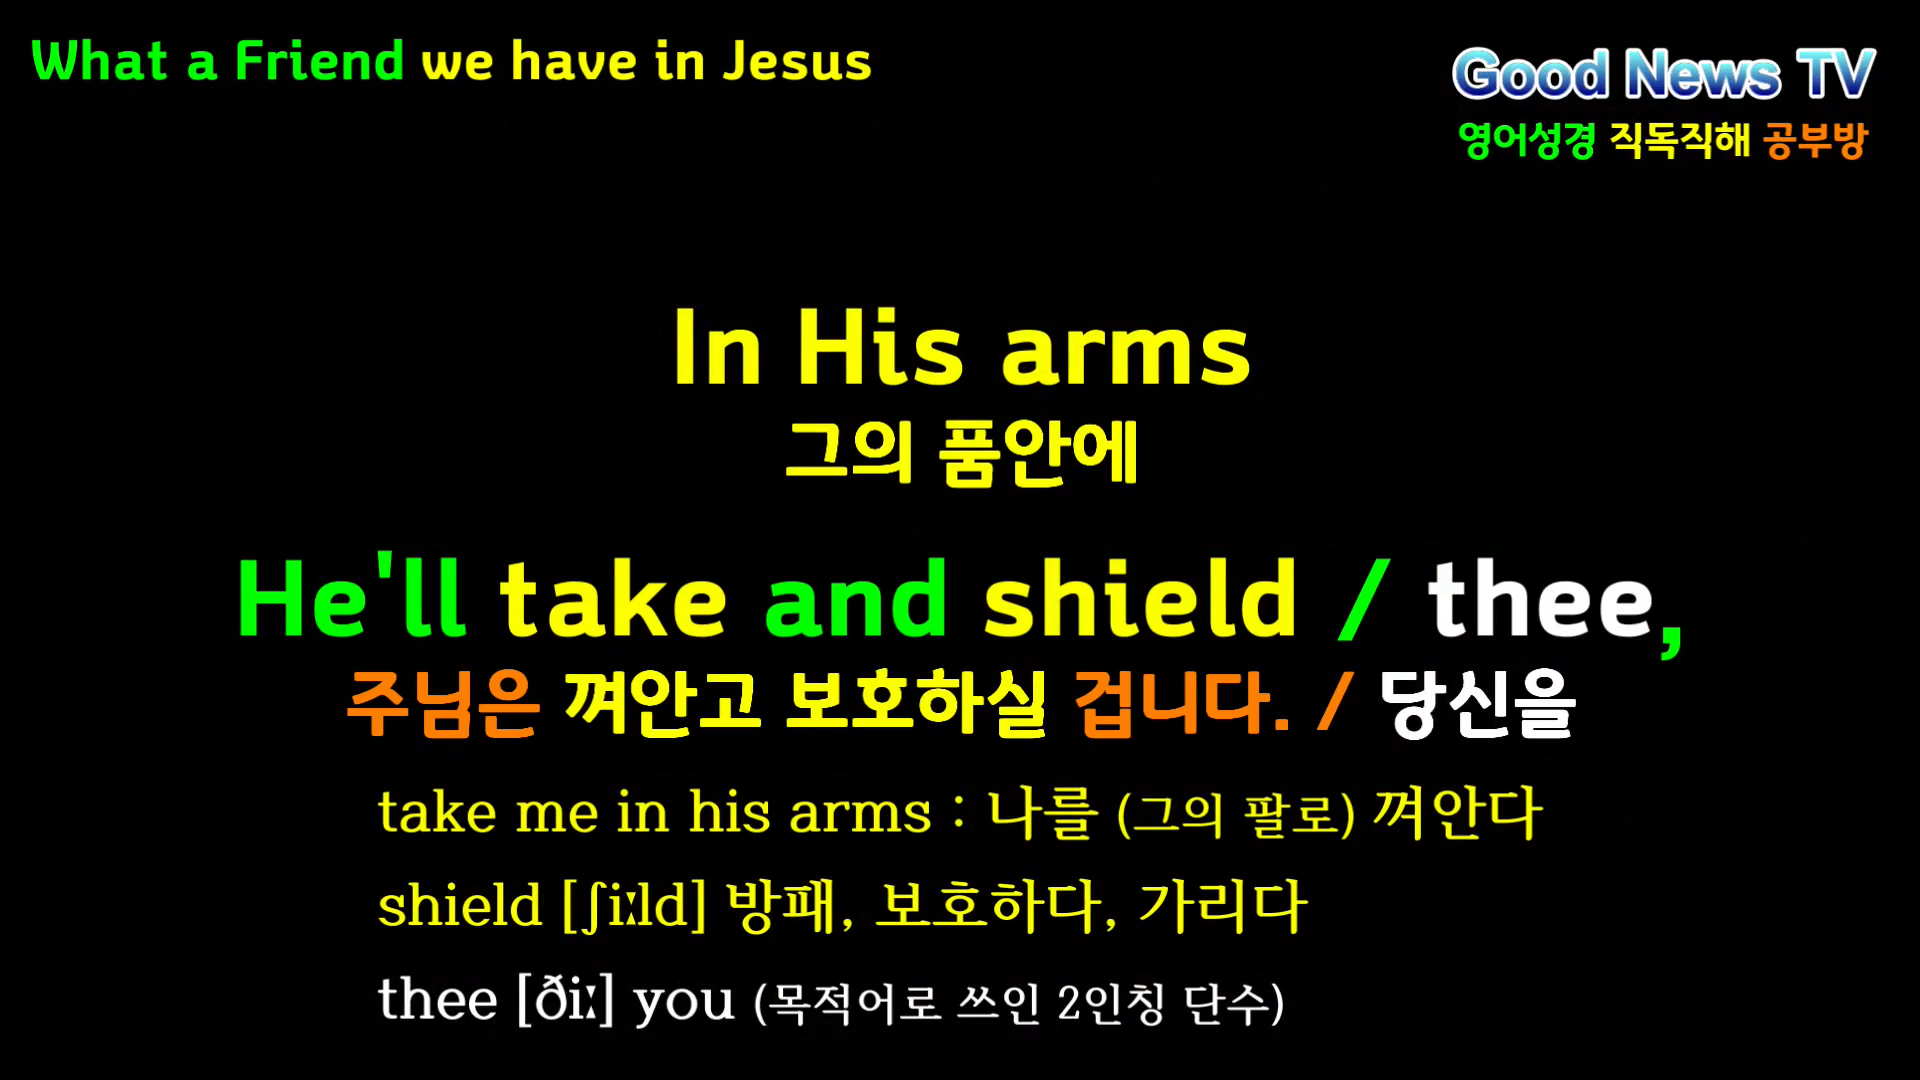 What a Friend we have in Jesus
Good News TV
영어성경 직독직해 공부방
In His arms
그의 품안에
He'll take and shield / thee,
주님은 껴안고 보호하실 겁니다. / 당신을
take me in his arms : 나를 (그의 팔로) 껴안다
shield [ʃiːld] 방패, 보호하다, 가리다
thee [ðiː] you (목적어로 쓰인 2인칭 단수)